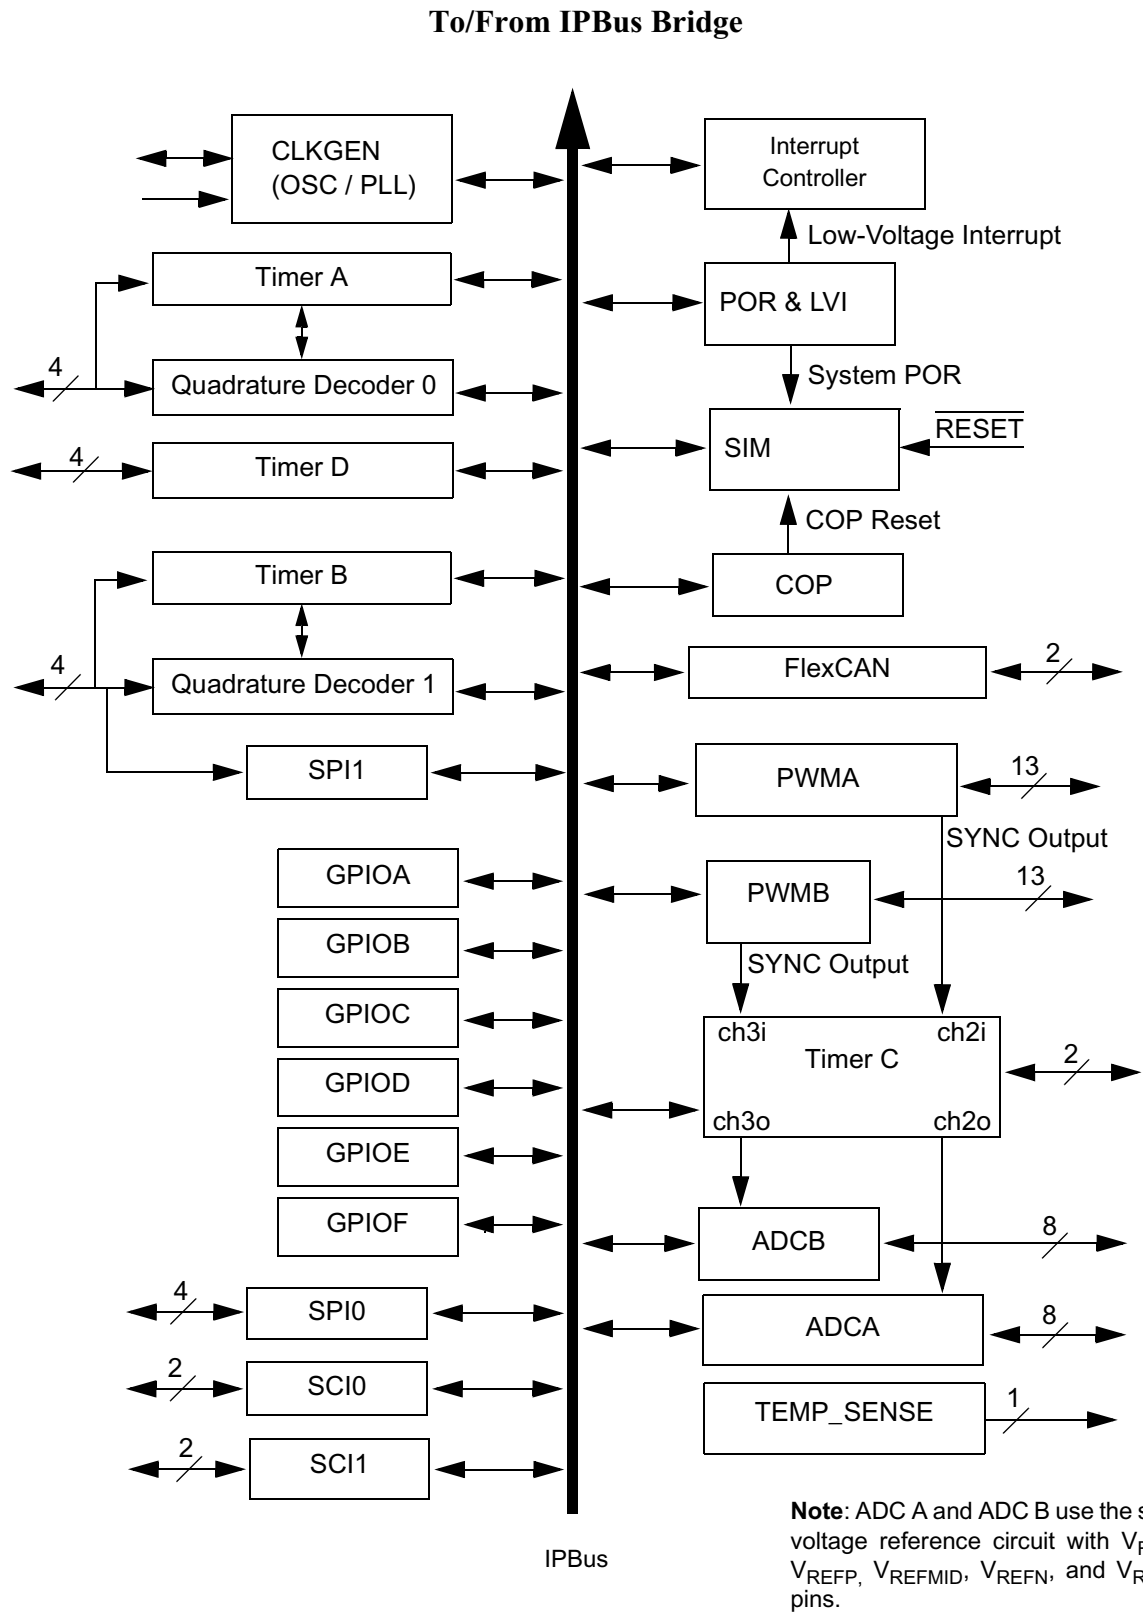 To/From IPBus Bridge
CLKGEN
(OSC / PLL)
Timer A
4
Quadrature Decoder 0
4
Timer D
Timer B
4
Quadrature Decoder 1
SPI1
GPIOA
GPIOB
GPIOC
GPIOD
GPIOE
GPIOF
4
SPI0
2
SCI0
2
SCI1
IPBus
Interrupt
Controller
Low-Voltage Interrupt
POR & LVI
System POR
SIM
RESET
COP Reset
COP
FlexCAN
2
PWMA
13
SYNC Output
PWMB
13
SYNC Output
ch3i
ch2i
Timer C
2
ch3o
ch2o
ADCB
8
ADCA
8
TEMP_SENSE
1
Note: ADC A and ADC B use the
voltage reference circuit with
VREFP, VREFMID, VREFN, and
pins.